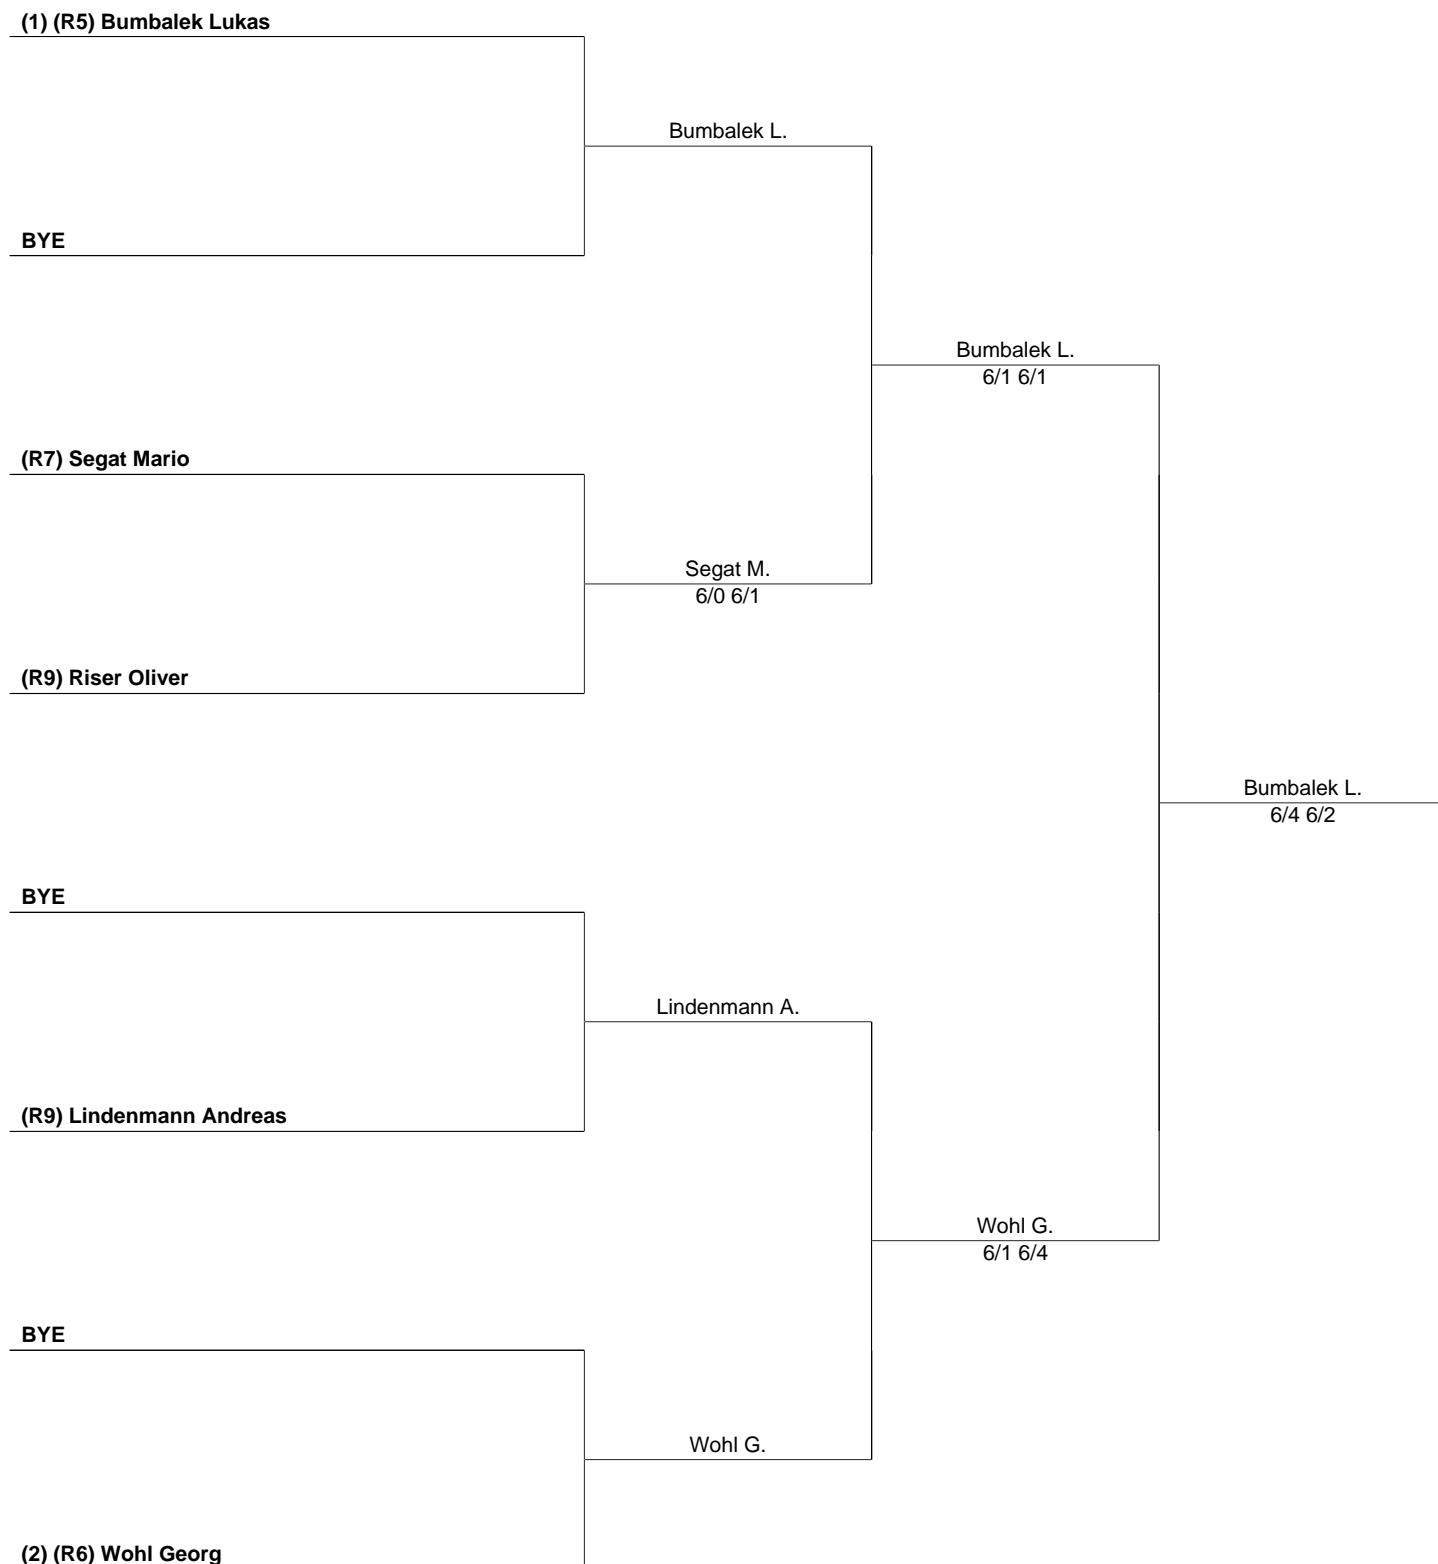 (1) (R5) Bumbalek Lukas
Bumbalek L.
BYE
Bumbalek L.
6/1 6/1
(R7) Segat Mario
Segat M.
6/0 6/1
(R9) Riser Oliver
Bumbalek L.
6/4 6/2
BYE
Lindenmann A.
(R9) Lindenmann Andreas
Wohl G.
6/1 6/4
BYE
Wohl G.
(2) (R6) Wohl Georg